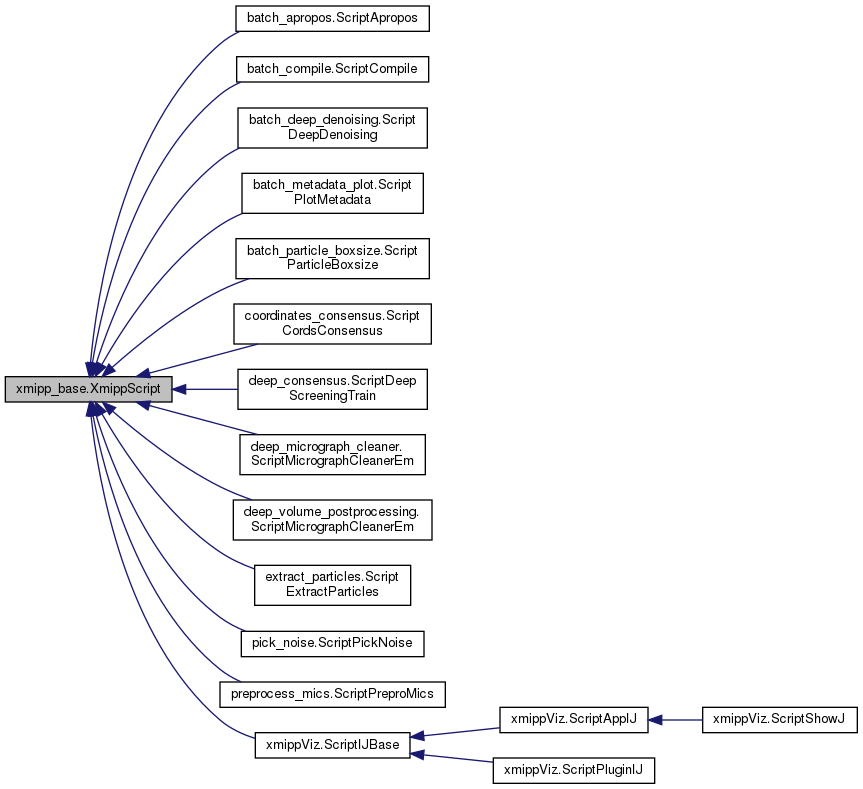 batch_apropos.ScriptApropos
batch_compile.ScriptCompile
batch_deep_denoising.Script
DeepDenoising
batch_metadata_plot.Script
PlotMetadata
batch_particle_boxsize.Script
ParticleBoxsize
coordinates_consensus.Script
CordsConsensus
xmipp_base.XmippScript
deep_consensus.ScriptDeep
ScreeningTrain
deep_micrograph_cleaner.
ScriptMicrographCleanerEm
deep_volume_postprocessing.
ScriptMicrographCleanerEm
extract_particles.Script
ExtractParticles
pick_noise.ScriptPickNoise
preprocess_mics.ScriptPreproMics
xmippViz.ScriptIJBase
xmippViz.ScriptAppIJ
xmippViz.ScriptShowJ
xmippViz.ScriptPluginIJ